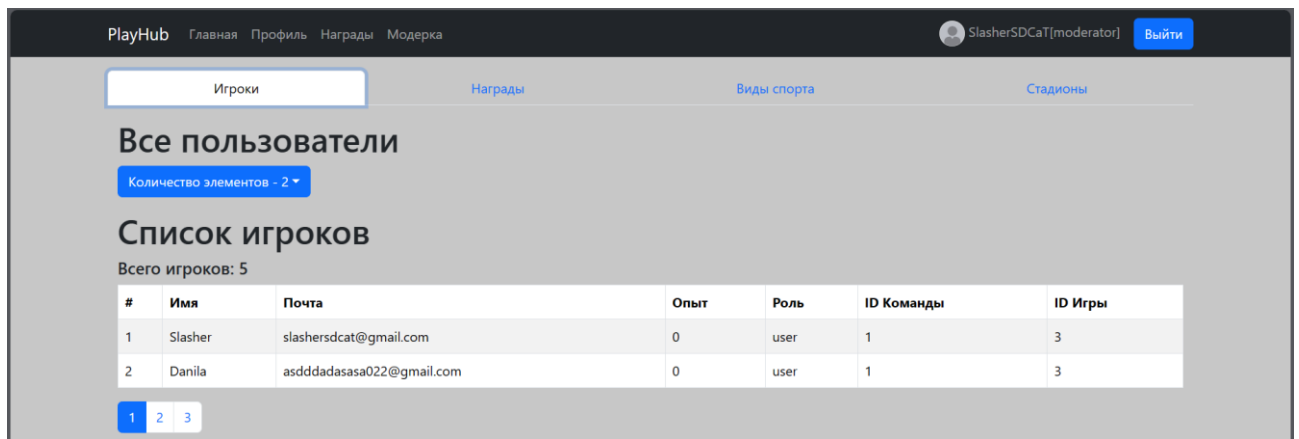 PlayHub Главная Профиль Награды Модерка SlasherSDCaT[moderator] Выйти
Игроки Награды Виды спорта Стадионы
Все пользователи
Количество элементов - 2
Список игроков
Всего игроков: 5
# Имя Почта Опыт Роль ID Команды ID Игры
1 Slasher slashersdcat@gmail.com 0 user 1 3
2 Danila asdddadasasa022@gmail.com 0 user 1 3
1 2 3